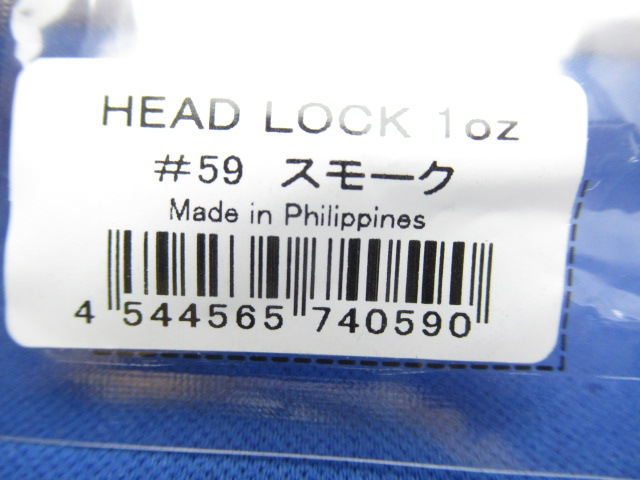 HEAD LOCK 1oz
#59 スモーク
Made in Philippines
4 544565 740590